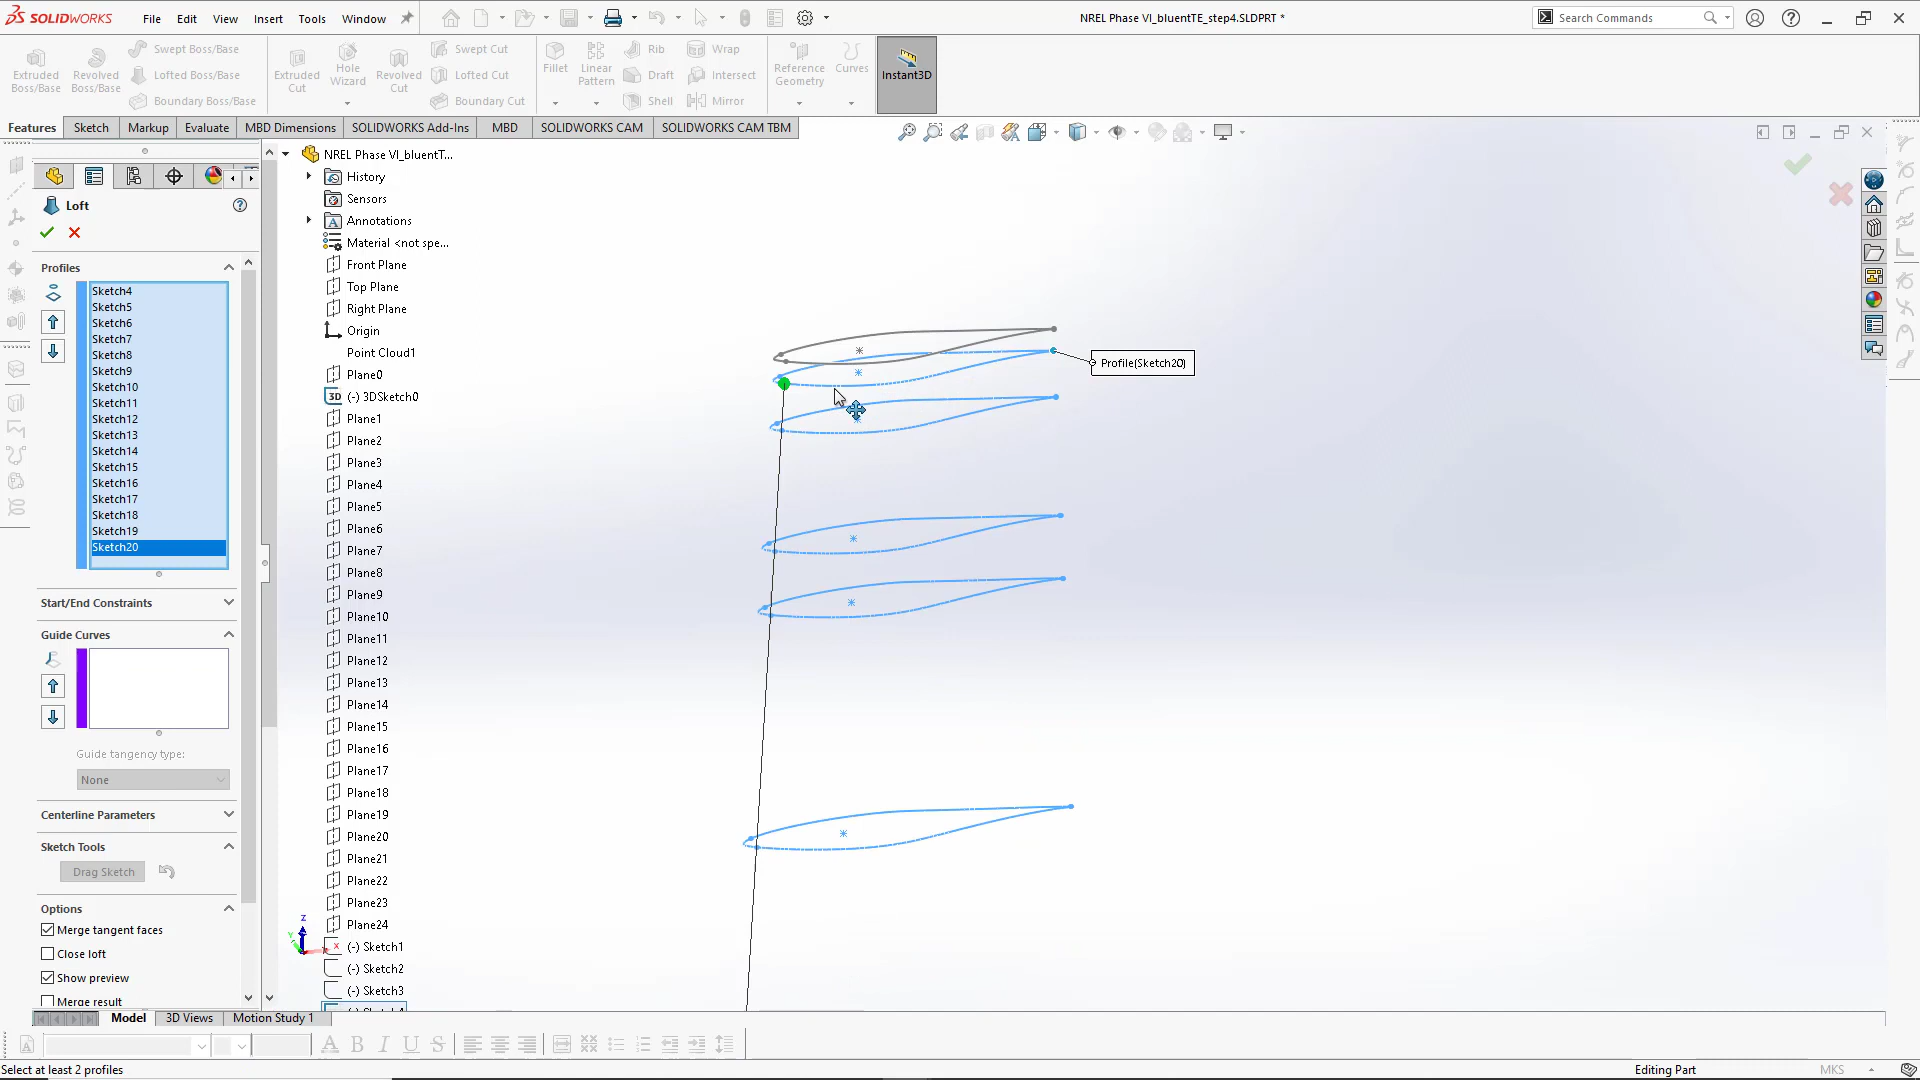 SOLIDWORKS
File Edit View Insert Tools Window
NREL Phase VI_bluentTE_step4.SLDPRT *
Search Commands
Extruded Boss/Base
Revolved Boss/Base
Swept Boss/Base
Lofted Boss/Base
Boundary Boss/Base
Extruded Cut
Hole Wizard
Revolved Cut
Swept Cut
Lofted Cut
Boundary Cut
Fillet
Linear Pattern
Rib
Draft
Shell
Wrap
Intersect
Mirror
Reference Geometry
Curves
Instant3D
Features Sketch Markup Evaluate MBD Dimensions SOLIDWORKS Add-Ins MBD SOLIDWORKS CAM SOLIDWORKS CAM TBM
Loft
Profiles
Sketch4
Sketch5
Sketch6
Sketch7
Sketch8
Sketch9
Sketch10
Sketch11
Sketch12
Sketch13
Sketch14
Sketch15
Sketch16
Sketch17
Sketch18
Sketch19
Sketch20
Start/End Constraints
Guide Curves
Guide tangency type:
None
Centerline Parameters
Sketch Tools
Drag Sketch
Options
Merge tangent faces
Close loft
Show preview
Merge result
NREL Phase VI_bluentT...
History
Sensors
Annotations
Material <not spe...
Front Plane
Top Plane
Right Plane
Origin
Point Cloud1
Plane0
3D (-) 3DSketch0
Plane1
Plane2
Plane3
Plane4
Plane5
Plane6
Plane7
Plane8
Plane9
Plane10
Plane11
Plane12
Plane13
Plane14
Plane15
Plane16
Plane17
Plane18
Plane19
Plane20
Plane21
Plane22
Plane23
Plane24
(-) Sketch1
(-) Sketch2
(-) Sketch3
Profile(Sketch20)
Z
Y
X
Model 3D Views Motion Study 1
A B I U S
Select at least 2 profiles
Editing Part
MKS